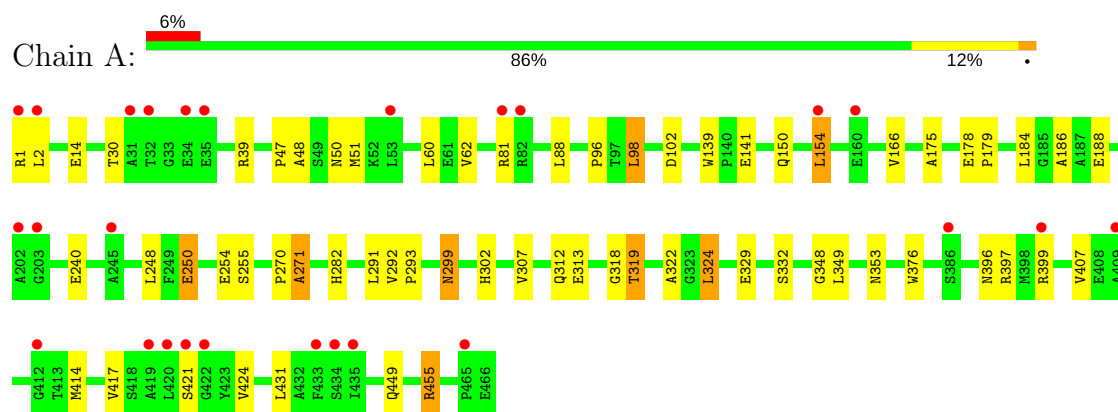 6%
Chain A:
86% 12% •
R1 L2 E14 T30 A31 T32 G33 E34 E35 R39 P47 A48 S49 N50 M51 K52 L53 L60 E61 V62 R81 R82 L88 P96 T97 L98 D102 W139 P140 E141 Q150 L154 E160 V166 A175 E178 P179 L184 G185 A186 A187 E188
A202 G203 E240 A245 L248 F249 E250 E254 S255 P270 A271 H282 L291 V292 P293 N299 H302 V307 Q312 E313 G318 T319 A322 G323 L324 E329 S332 G348 L349 N353 W376 S386 N396 R397 M398 R399 V407 E408 A409
G412 T413 M414 V417 S418 A419 L420 S421 G422 Y423 V424 L431 A432 F433 S434 I435 Q449 R455 P465 E466